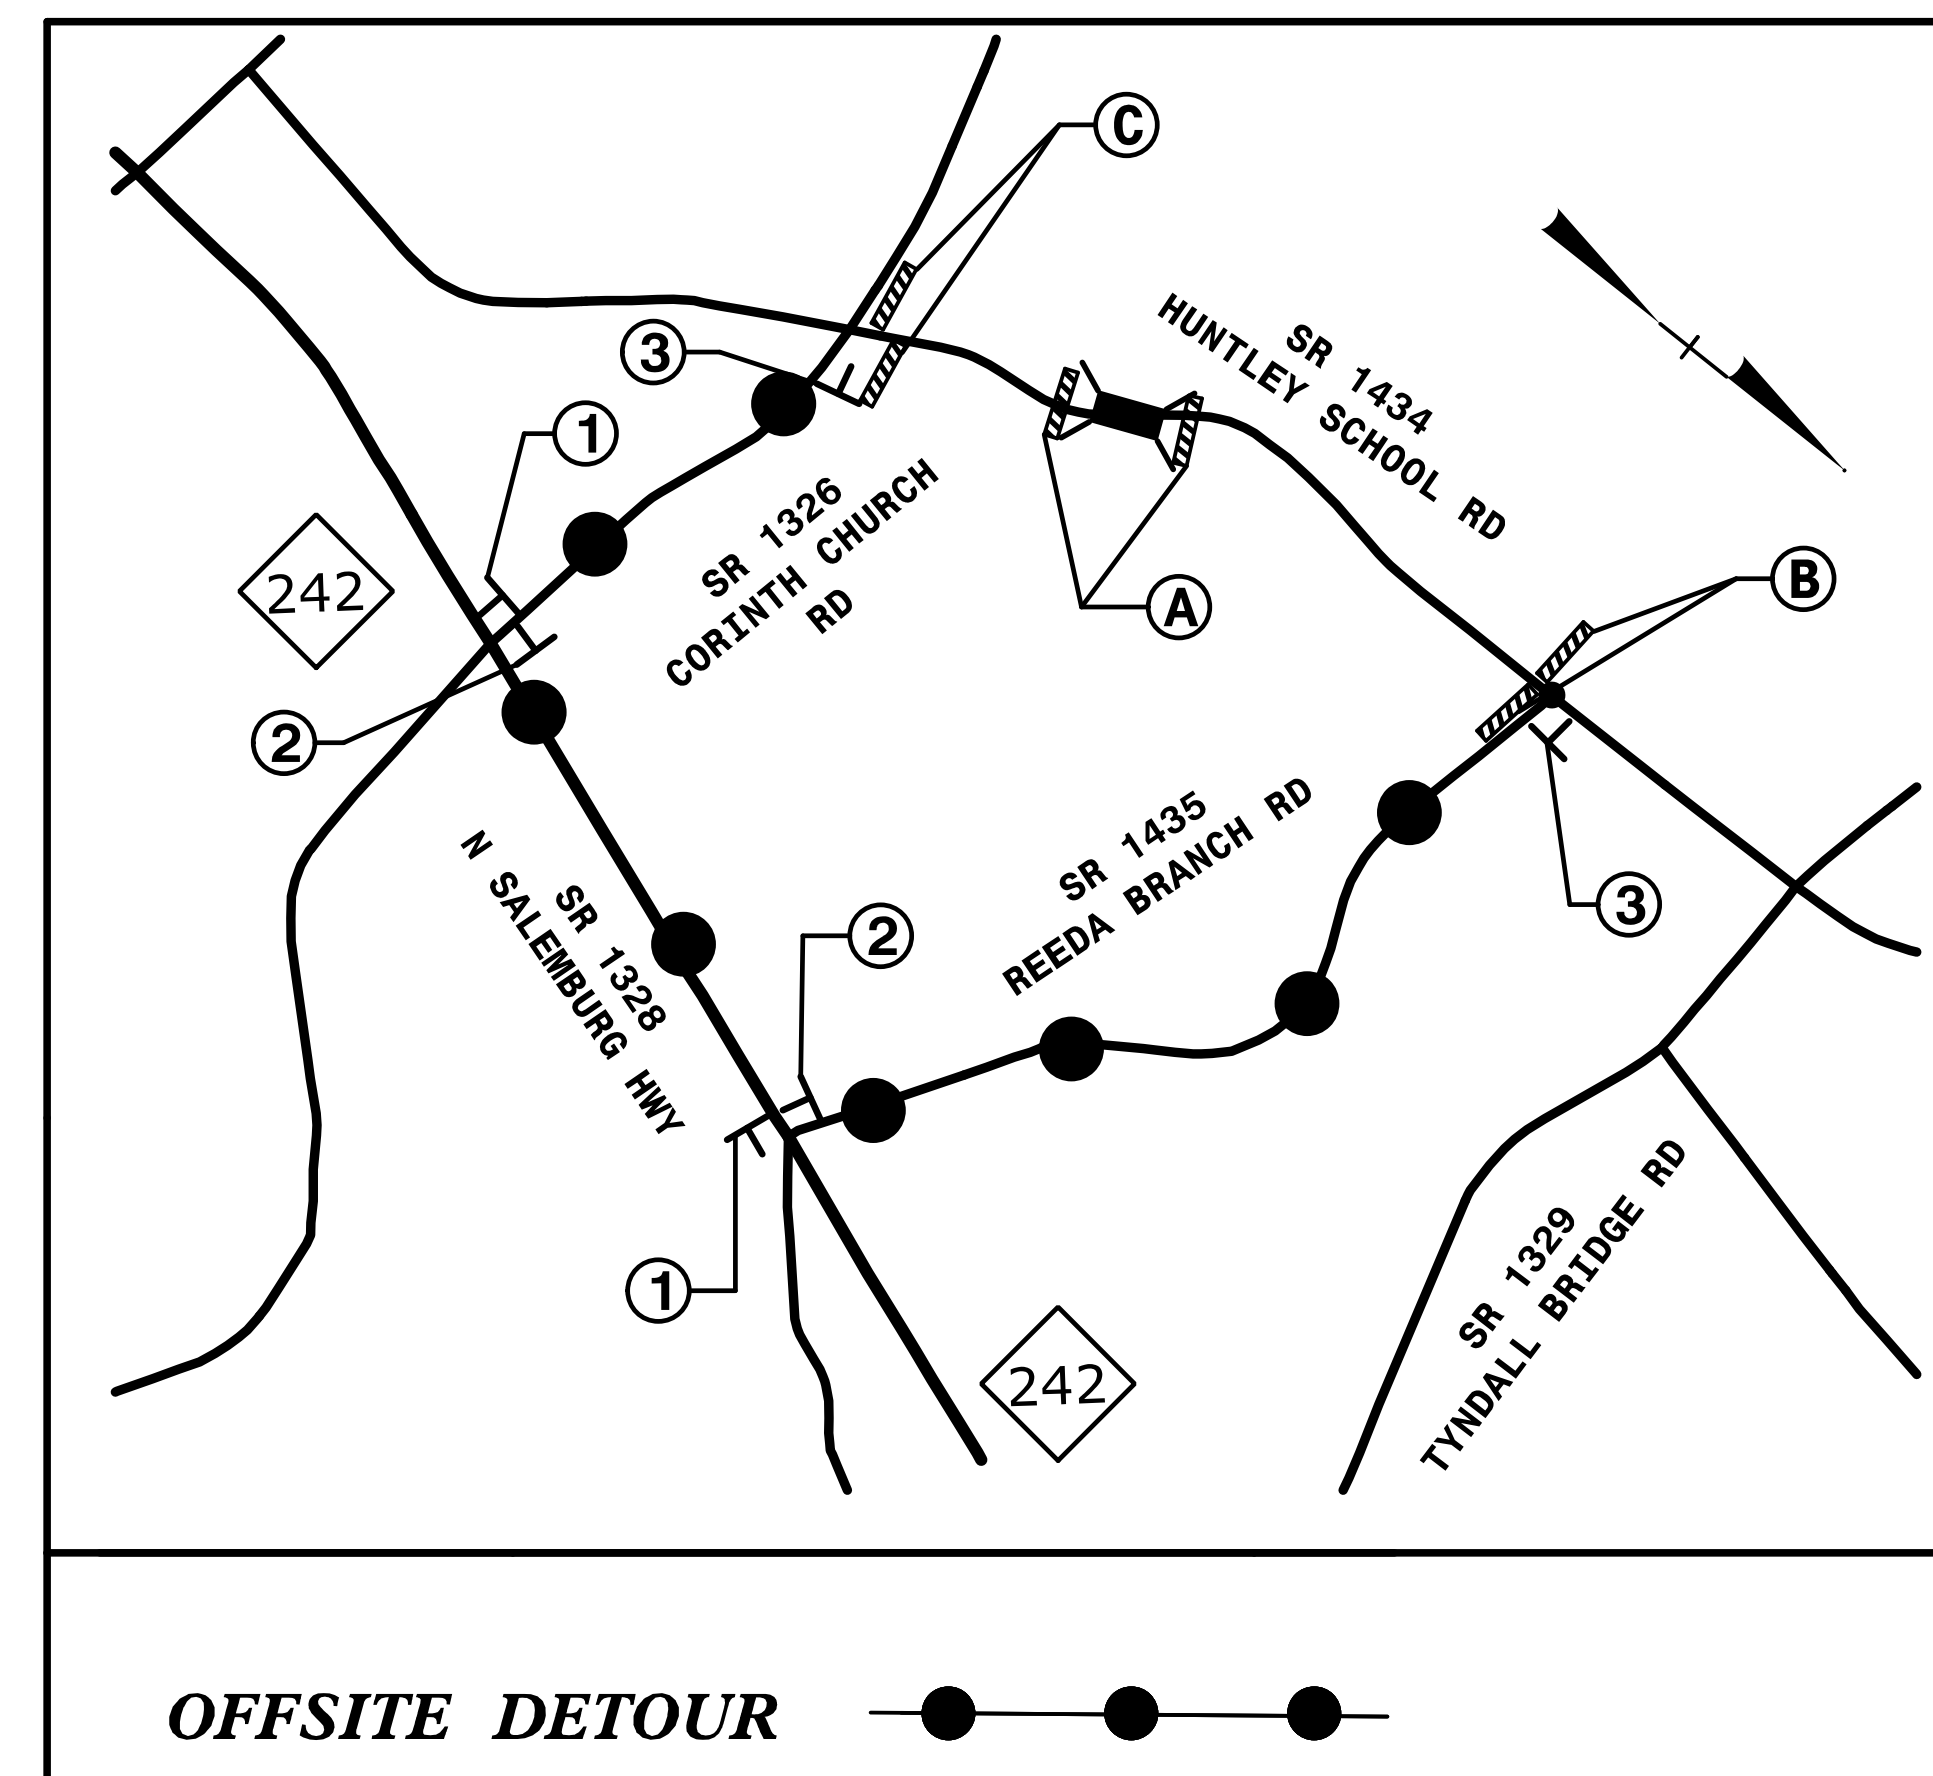 C
3
1
SR 1434
HUNTLEY SCHOOL RD
SR 1326
CORINTH CHURCH
RD
242
A
B
2
SR 1435
REEDA BRANCH RD
3
2
SR 1328
N SALEMBURG HWY
1
SR 1329
TYNDALL BRIDGE RD
242
OFFSITE DETOUR